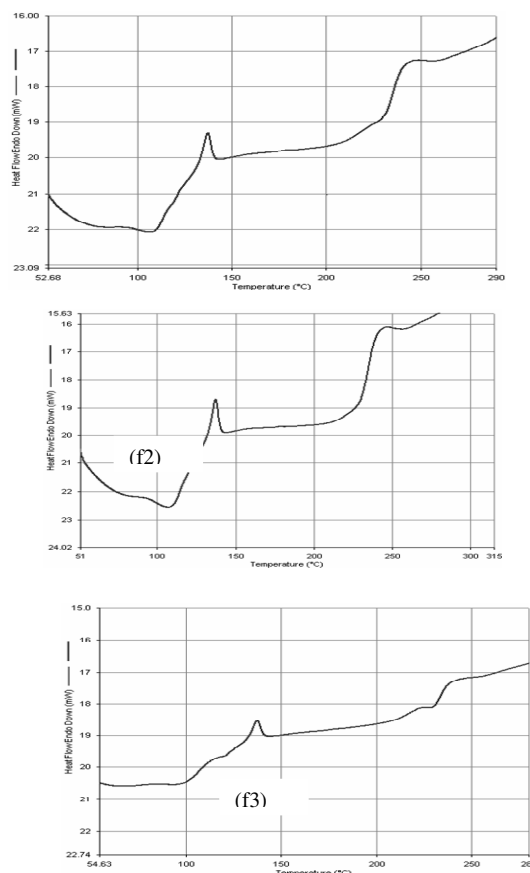 16.00
17
18
19
20
21
22
23.09
Heat Flow Endo Down (mW)
52.68 100 150 200 250 290
Temperature (°C)
15.63
16
17
18
19
20
21
22
23
24.02
Heat Flow Endo Down (mW)
(f2)
51 100 150 200 250 300 315
Temperature (°C)
15.0
16
17
18
19
20
21
22
22.74
Heat Flow Endo Down (mW)
(f3)
54.63 100 150 200 250
Temperature (°C)